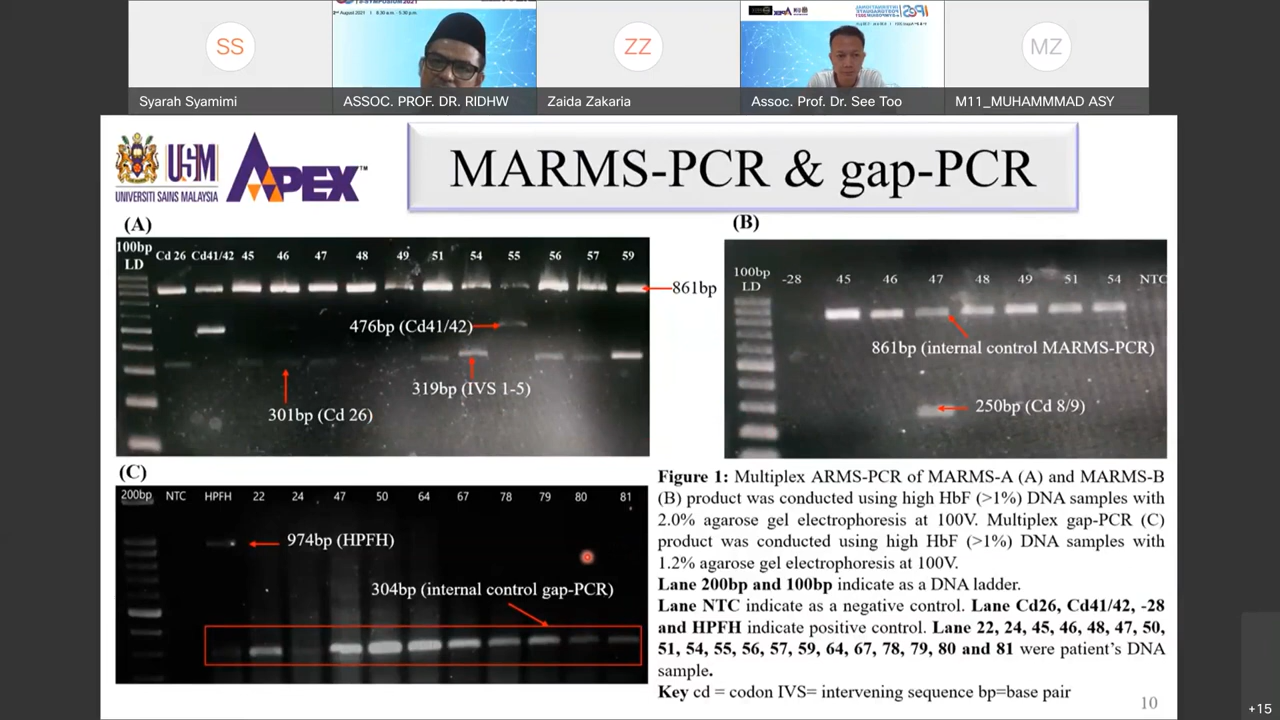 SS
ZZ
MZ
Syarah Syamimi
ASSOC. PROF. DR. RIDHW
Zaida Zakaria
Assoc. Prof. Dr. See Too
M11_MUHAMMMAD ASY
USM
UNIVERSITI SAINS MALAYSIA
APEX™
MARMS-PCR & gap-PCR
(A)
100bp
LD
Cd 26 Cd41/42 45 46 47 48 49 51 54 55 56 57 59
861bp
476bp (Cd41/42)
319bp (IVS 1-5)
301bp (Cd 26)
(B)
100bp
LD
-28 45 46 47 48 49 51 54 NTC
861bp (internal control MARMS-PCR)
250bp (Cd 8/9)
(C)
200bp NTC HPFH 22 24 47 50 64 67 78 79 80 81
974bp (HPFH)
304bp (internal control gap-PCR)
Figure 1: Multiplex ARMS-PCR of MARMS-A (A) and MARMS-B
(B) product was conducted using high HbF (>1%) DNA samples with
2.0% agarose gel electrophoresis at 100V. Multiplex gap-PCR (C)
product was conducted using high HbF (>1%) DNA samples with
1.2% agarose gel electrophoresis at 100V.
Lane 200bp and 100bp indicate as a DNA ladder.
Lane NTC indicate as a negative control. Lane Cd26, Cd41/42, -28
and HPFH indicate positive control. Lane 22, 24, 45, 46, 48, 47, 50,
51, 54, 55, 56, 57, 59, 64, 67, 78, 79, 80 and 81 were patient's DNA
sample.
Key cd = codon IVS= intervening sequence bp=base pair
10
+15